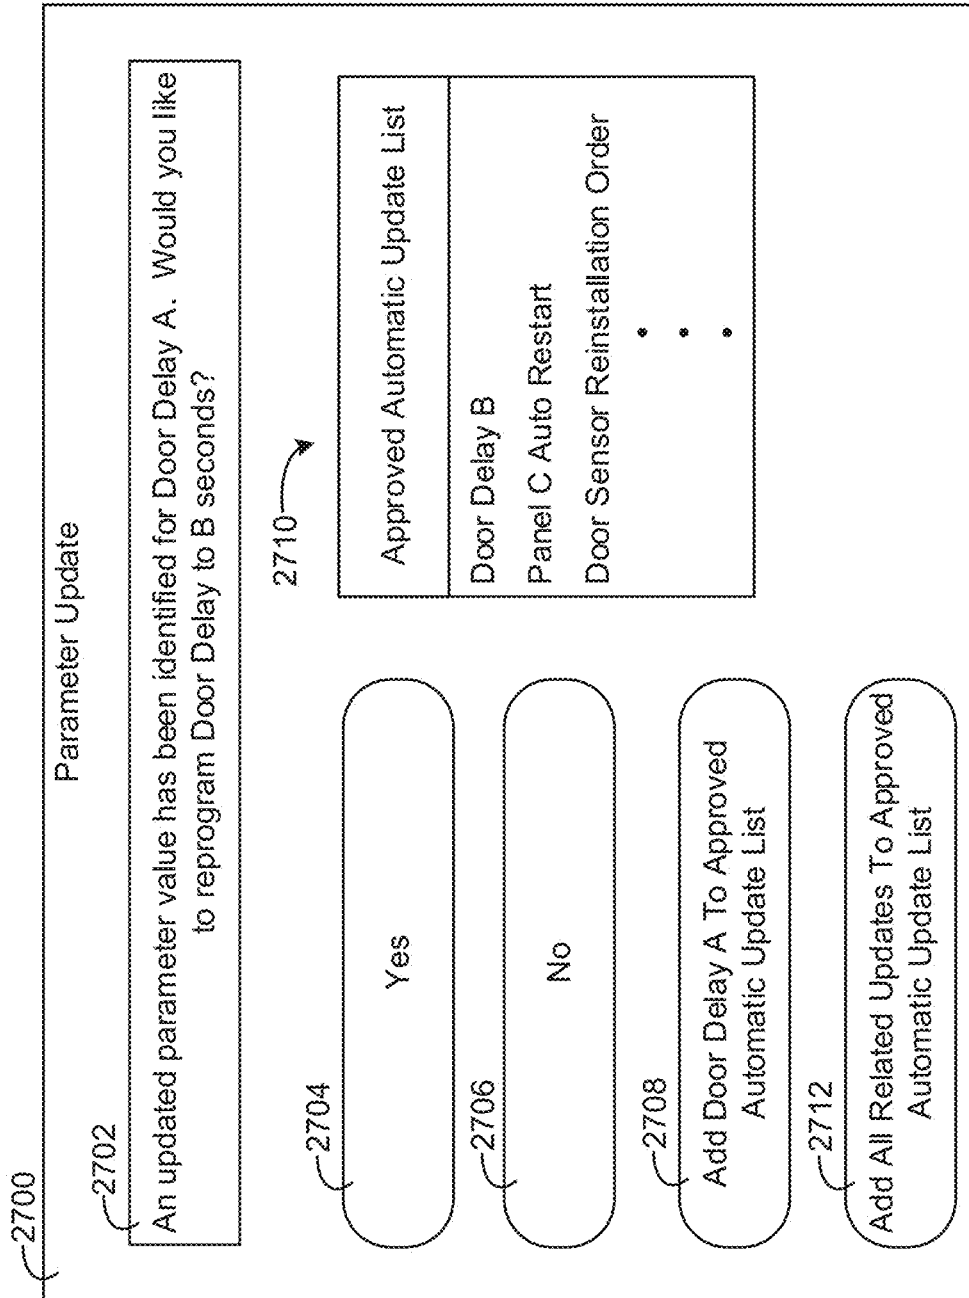 2700
Parameter Update
2702
An updated parameter value has been identified for Door Delay A. Would you like
to reprogram Door Delay to B seconds?
2704
Yes
2706
No
2708
Add Door Delay A To Approved
Automatic Update List
2712
Add All Related Updates To Approved
Automatic Update List
2710
Approved Automatic Update List
Door Delay B
Panel C Auto Restart
Door Sensor Reinstallation Order